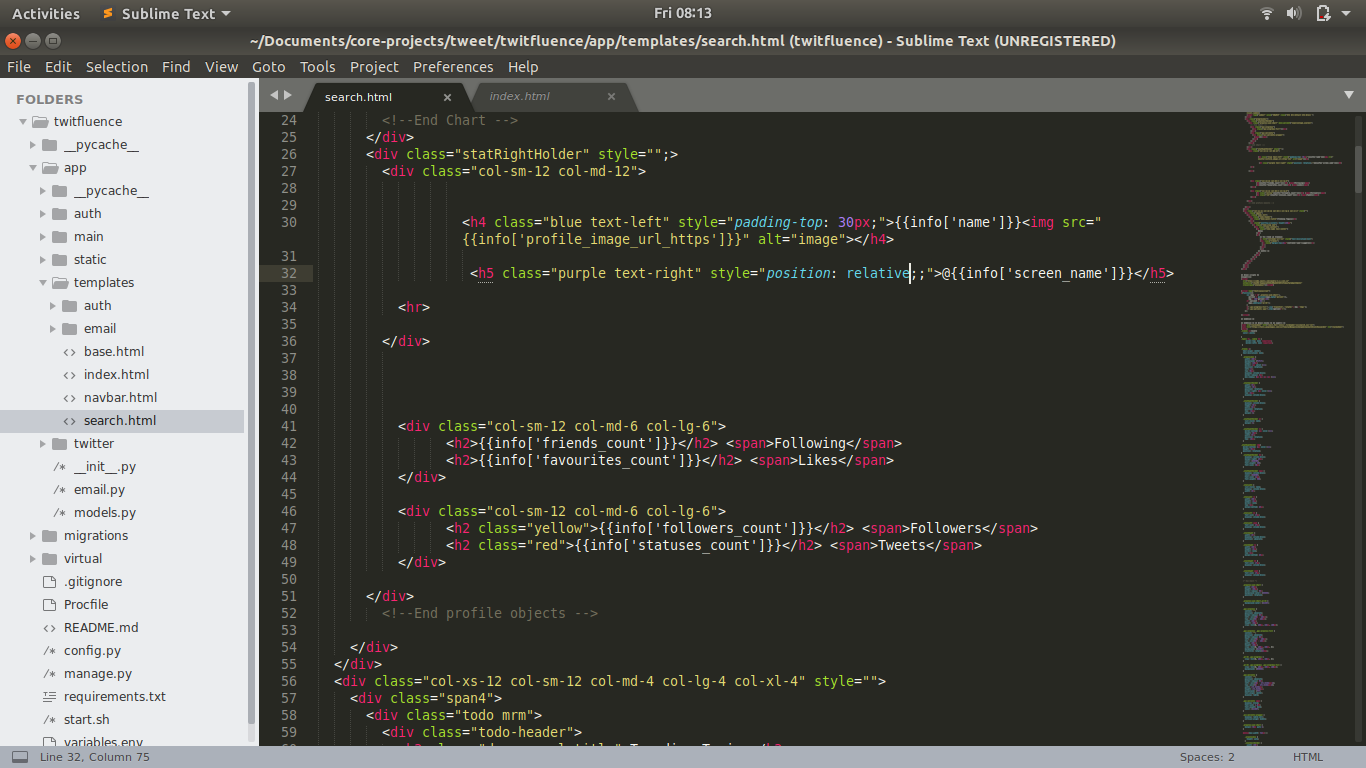 Activities Sublime Text Fri 08:13
~/Documents/core-projects/tweet/twitfluence/app/templates/search.html (twitfluence) - Sublime Text (UNREGISTERED)
File Edit Selection Find View Goto Tools Project Preferences Help
FOLDERS
twitfluence
__pycache__
app
__pycache__
auth
main
static
templates
auth
email
base.html
index.html
navbar.html
search.html
twitter
__init__.py
email.py
models.py
migrations
virtual
.gitignore
Procfile
README.md
config.py
manage.py
requirements.txt
start.sh
variables.env
search.html × index.html ×
24 <!--End Chart -->
25 </div>
26 <div class="statRightHolder" style="";>
27 <div class="col-sm-12 col-md-12">
28
29
30 <h4 class="blue text-left" style="padding-top: 30px;">{{info['name']}}<img src="
{{info['profile_image_url_https']}}" alt="image"></h4>
31
32 <h5 class="purple text-right" style="position: relative;;">@{{info['screen_name']}}</h5>
33
34 <hr>
35
36 </div>
37
38
39
40
41 <div class="col-sm-12 col-md-6 col-lg-6">
42 <h2>{{info['friends_count']}}</h2> <span>Following</span>
43 <h2>{{info['favourites_count']}}</h2> <span>Likes</span>
44 </div>
45
46 <div class="col-sm-12 col-md-6 col-lg-6">
47 <h2 class="yellow">{{info['followers_count']}}</h2> <span>Followers</span>
48 <h2 class="red">{{info['statuses_count']}}</h2> <span>Tweets</span>
49 </div>
50
51 </div>
52 <!--End profile objects -->
53
54 </div>
55 </div>
56 <div class="col-xs-12 col-sm-12 col-md-4 col-lg-4 col-xl-4" style="">
57 <div class="span4">
58 <div class="todo mrm">
59 <div class="todo-header">
Line 32, Column 75 Spaces: 2 HTML